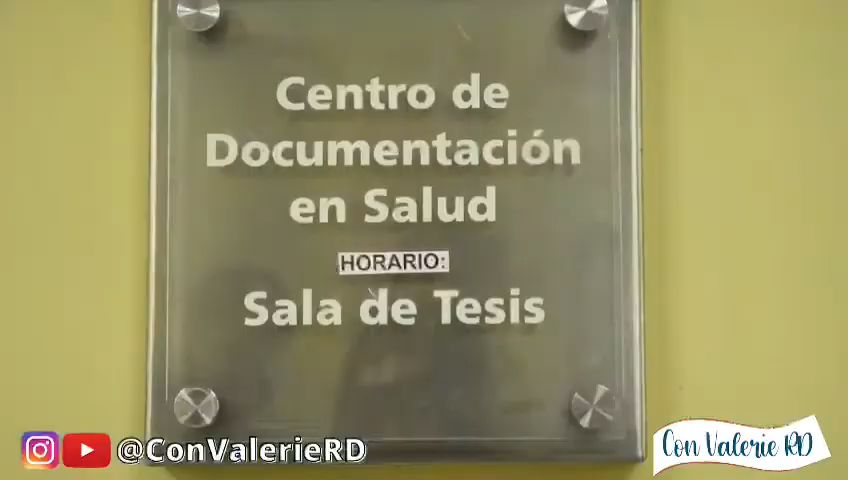 Centro de
Documentación
en Salud
HORARIO:
Sala de Tesis
@ConValerieRD
Con Valerie RD